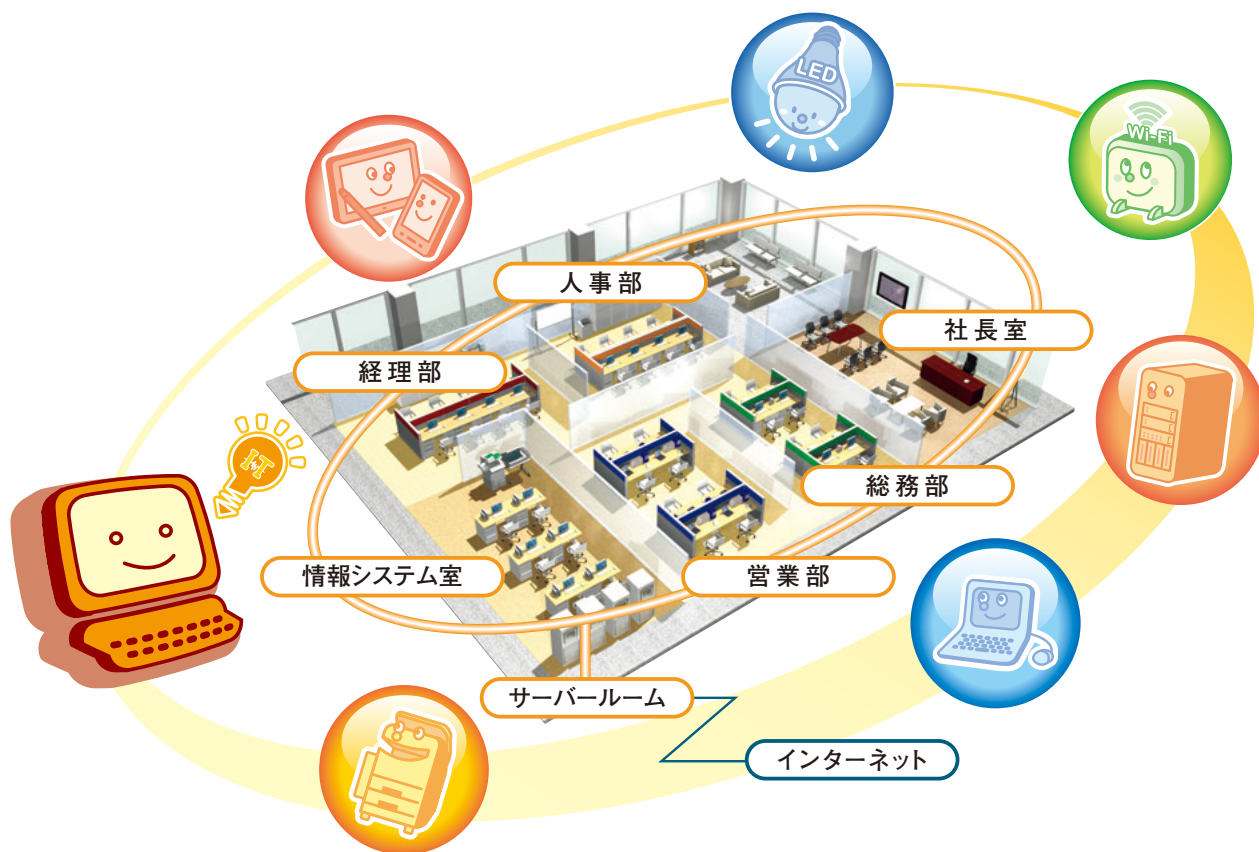 LED
Wi-Fi
人事部
社長室
経理部
総務部
情報システム室
営業部
サーバールーム
インターネット